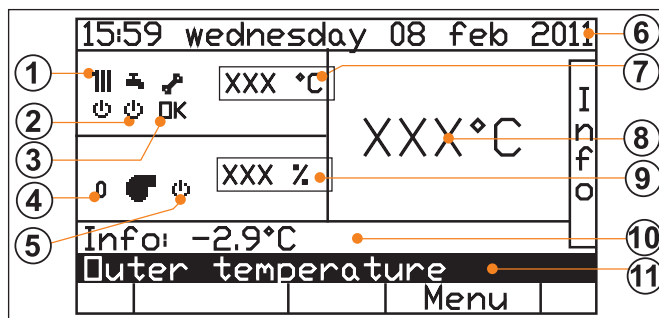 15:59 wednesday 08 feb 2011
6
1
XXX °C
7
2
OK
3
XXX°C
8
Info
4
0
XXX %
9
5
Info: -2.9°C
10
Outer temperature
11
Menu